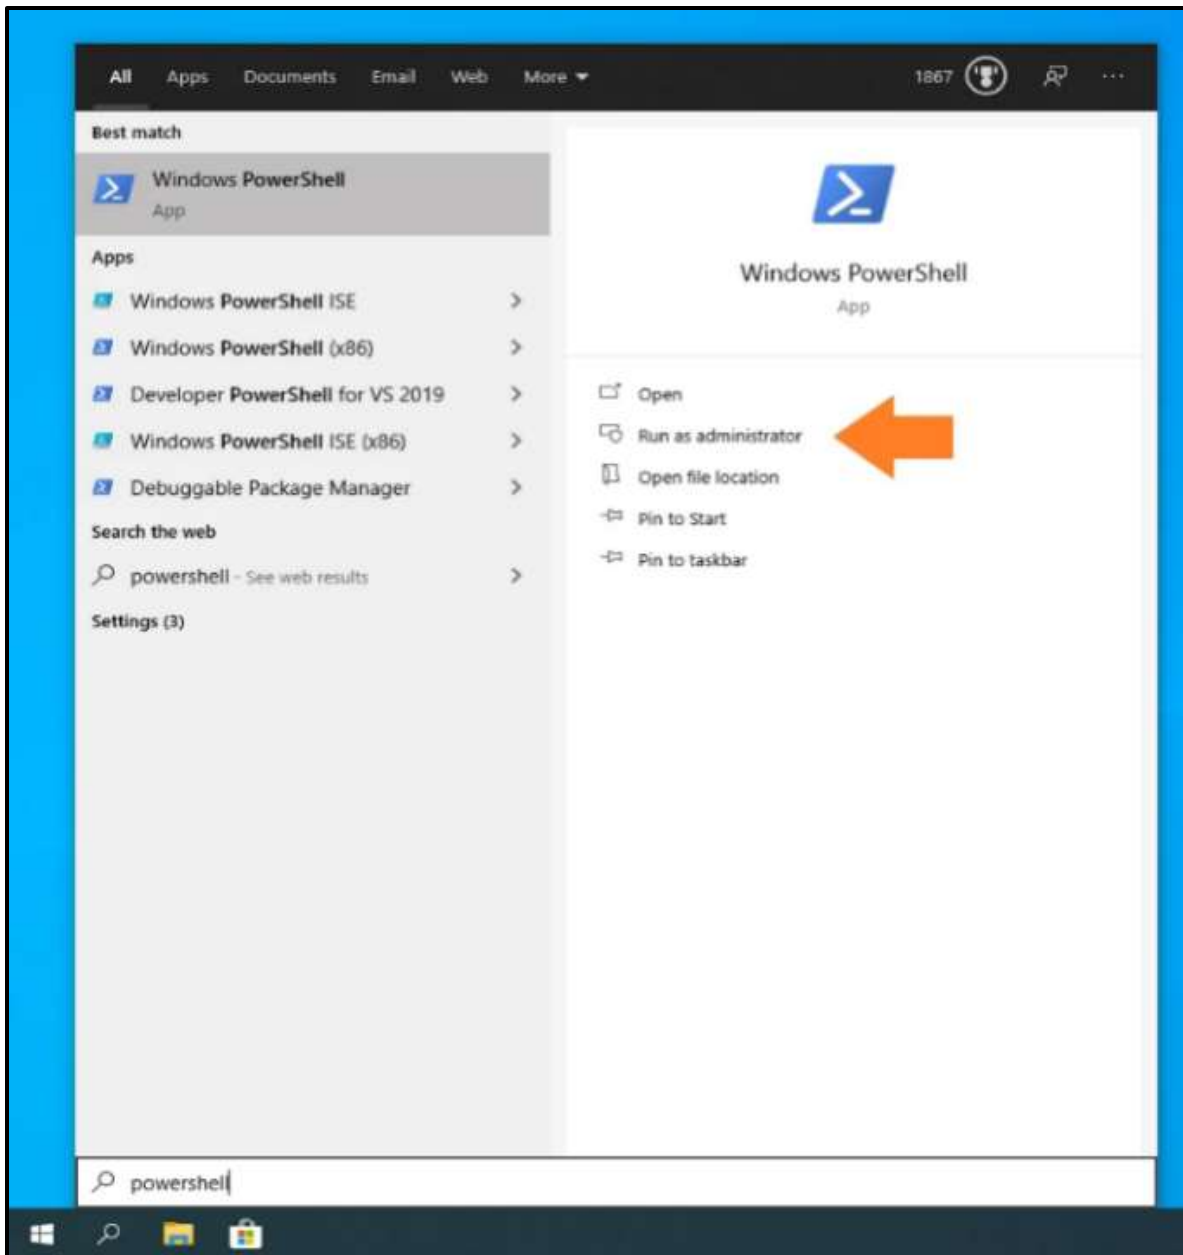 All Apps Documents Email Web More 1867
Best match
Windows PowerShell
App
Apps
Windows PowerShell ISE
Windows PowerShell (x86)
Developer PowerShell for VS 2019
Windows PowerShell ISE (x86)
Debuggable Package Manager
Search the web
powershell - See web results
Settings (3)
Windows PowerShell
App
Open
Run as administrator
Open file location
Pin to Start
Pin to taskbar
powershell